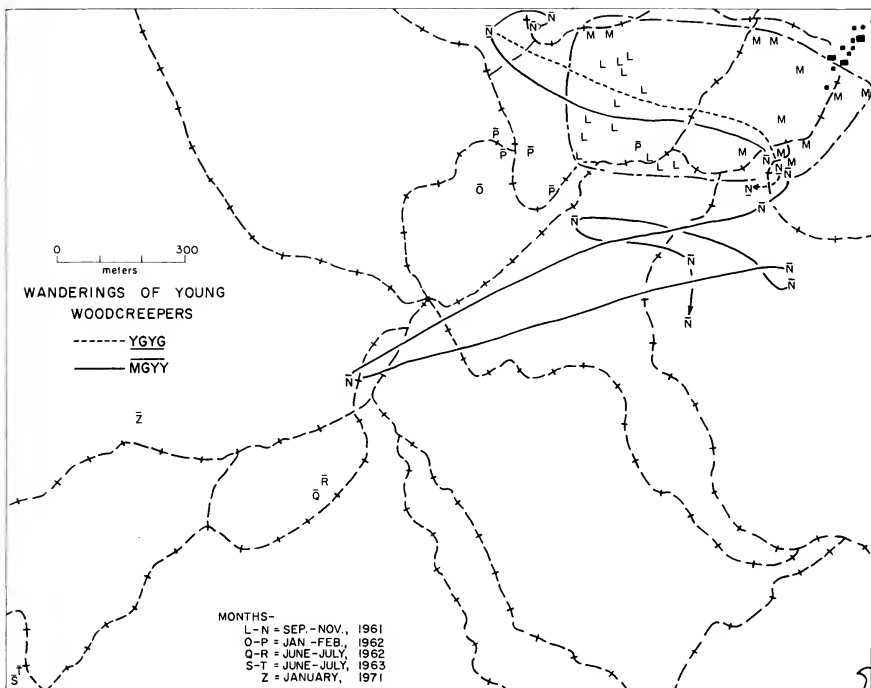 N̄
N̄ N̄
M M
M M
L
L L
L M
L
M M
L
L M
L
P̄
L
P̄ M
P̄ P̄ M M
L L
N̄ M
L L N̄ N̄
Ō P̄ N̄
N̄
N̄
0 300
meters
N̄ N̄
N̄
WANDERINGS OF YOUNG
WOODCREEPERS
N̄
YGYG
MGYY
N̄
Z̄
R̄
Q̄
MONTHS-
L-N = SEP.-NOV., 1961
O-P = JAN -FEB., 1962
Q-R = JUNE-JULY, 1962
S-T = JUNE-JULY, 1963
Z = JANUARY, 1971
T̄
S̄